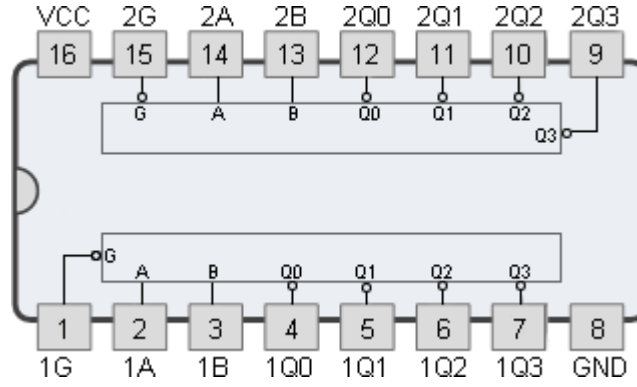 VCC 2G 2A 2B 2Q0 2Q1 2Q2 2Q3
16 15 14 13 12 11 10 9
G A B Q0 Q1 Q2
Q3
G
A B Q0 Q1 Q2 Q3
1 2 3 4 5 6 7 8
1G 1A 1B 1Q0 1Q1 1Q2 1Q3 GND